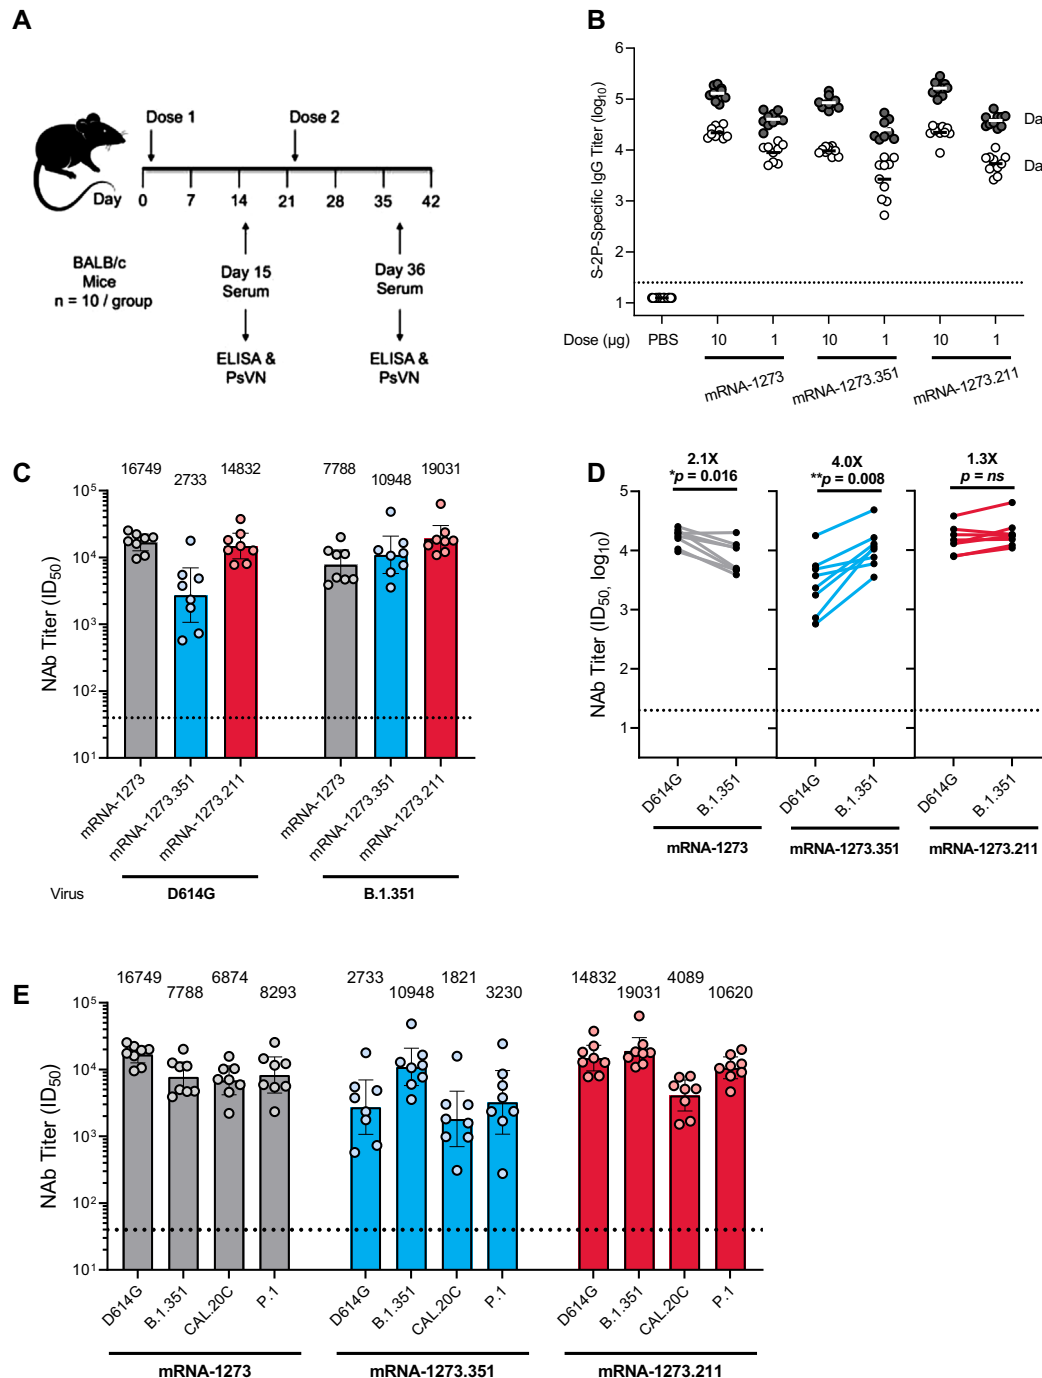 A
Dose 1
Dose 2
Day
0
7
14
21
28
35
42
BALB/c
Mice
n = 10 / group
Day 15
Serum
Day 36
Serum
ELISA &
PsVN
ELISA &
PsVN
B
S-2P-Specific IgG Titer (log10)
6
5
4
3
2
1
Da
Da
Dose (µg)
PBS
10
1
10
1
10
1
mRNA-1273
mRNA-1273.351
mRNA-1273.211
C
16749
2733
14832
7788
10948
19031
NAb Titer (ID50)
10^5
10^4
10^3
10^2
10^1
mRNA-1273
mRNA-1273.351
mRNA-1273.211
mRNA-1273
mRNA-1273.351
mRNA-1273.211
Virus
D614G
B.1.351
D
2.1X
*p = 0.016
4.0X
**p = 0.008
1.3X
p = ns
NAb Titer (ID50, log10)
5
4
3
2
1
D614G
B.1.351
D614G
B.1.351
D614G
B.1.351
mRNA-1273
mRNA-1273.351
mRNA-1273.211
E
16749
7788
6874
8293
2733
10948
1821
3230
14832
19031
4089
10620
NAb Titer (ID50)
10^5
10^4
10^3
10^2
10^1
D614G
B.1.351
CAL.20C
P.1
D614G
B.1.351
CAL.20C
P.1
D614G
B.1.351
CAL.20C
P.1
mRNA-1273
mRNA-1273.351
mRNA-1273.211